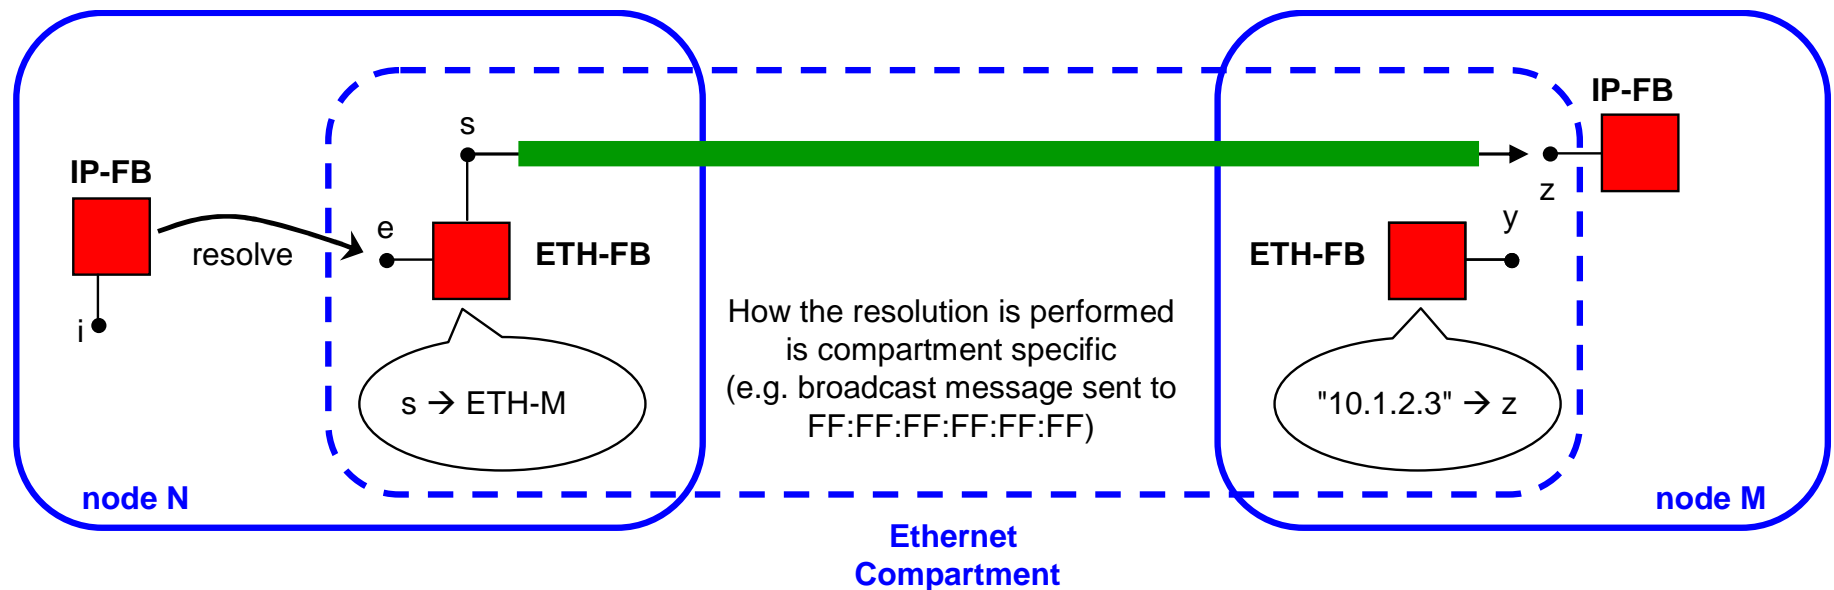 IP-FB
s
IP-FB
z
e
y
resolve
ETH-FB
ETH-FB
i
How the resolution is performed
is compartment specific
(e.g. broadcast message sent to
FF:FF:FF:FF:FF:FF)
s → ETH-M
"10.1.2.3" → z
node N
node M
Ethernet
Compartment